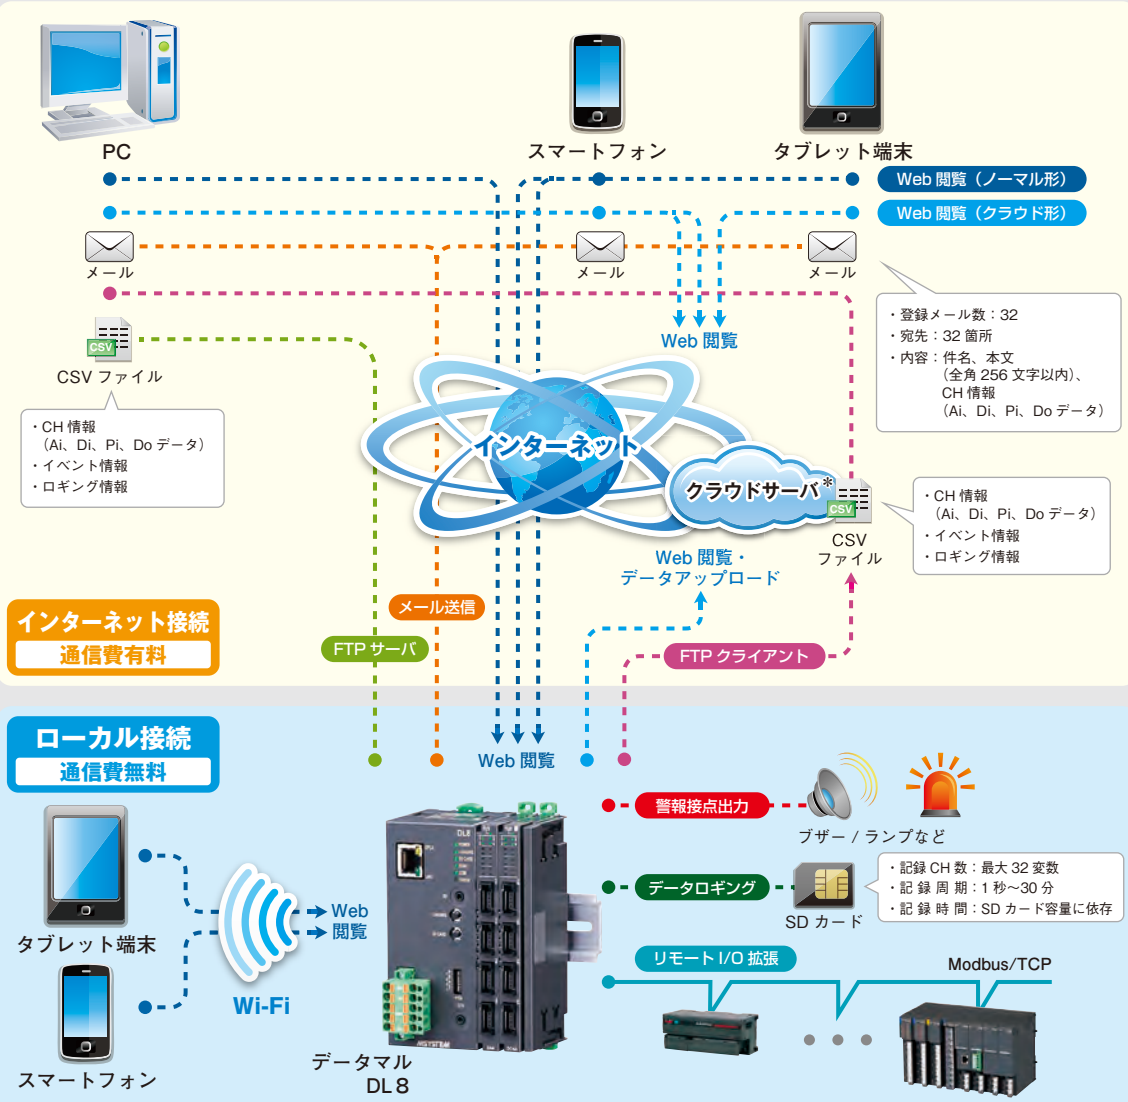 PC
スマートフォン
タブレット端末
Web 閲覧（ノーマル形）
Web 閲覧（クラウド形）
メール
メール
メール
CSV
CSV ファイル
・CH 情報
（Ai、Di、Pi、Do データ）
・イベント情報
・ロギング情報
Web 閲覧
・登録メール数：32
・宛先：32 箇所
・内容：件名、本文
（全角 256 文字以内）、
CH 情報
（Ai、Di、Pi、Do データ）
インターネット
クラウドサーバ*
CSV
CSV
ファイル
・CH 情報
（Ai、Di、Pi、Do データ）
・イベント情報
・ロギング情報
Web 閲覧・
データアップロード
インターネット接続
通信費有料
メール送信
FTP サーバ
FTP クライアント
ローカル接続
通信費無料
Web 閲覧
タブレット端末
スマートフォン
Wi-Fi
Web
閲覧
DL8
MSYSTEM
データマル
DL8
警報接点出力
ブザー / ランプなど
データロギング
SD カード
・記録 CH 数：最大 32 変数
・記 録 周 期：1 秒～30 分
・記 録 時 間：SD カード容量に依存
リモート I/O 拡張
Modbus/TCP